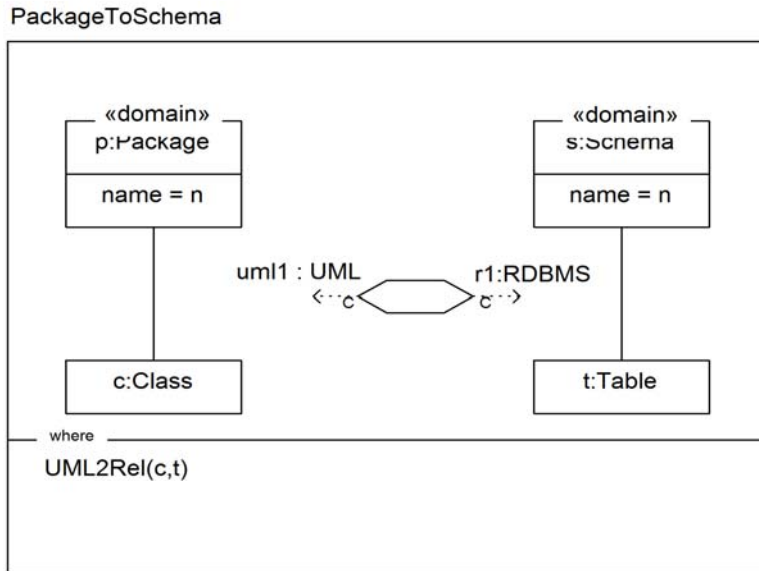 PackageToSchema
«domain»
p:Package
name = n
«domain»
s:Schema
name = n
uml1 : UML
r1:RDBMS
C
C
c:Class
t:Table
where
UML2Rel(c,t)